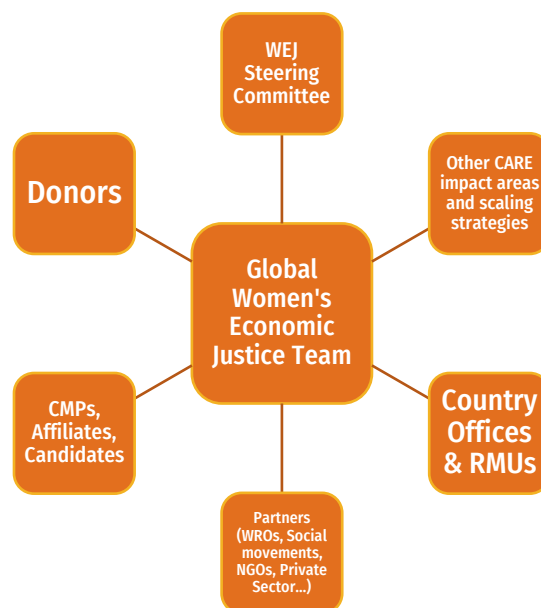 WEJ
Steering
Committee
Donors
Other CARE
impact areas
and scaling
strategies
Global
Women's
Economic
Justice Team
CMPs,
Affiliates,
Candidates
Country
Offices
& RMUs
Partners
(WROs, Social
movements,
NGOs, Private
Sector...)